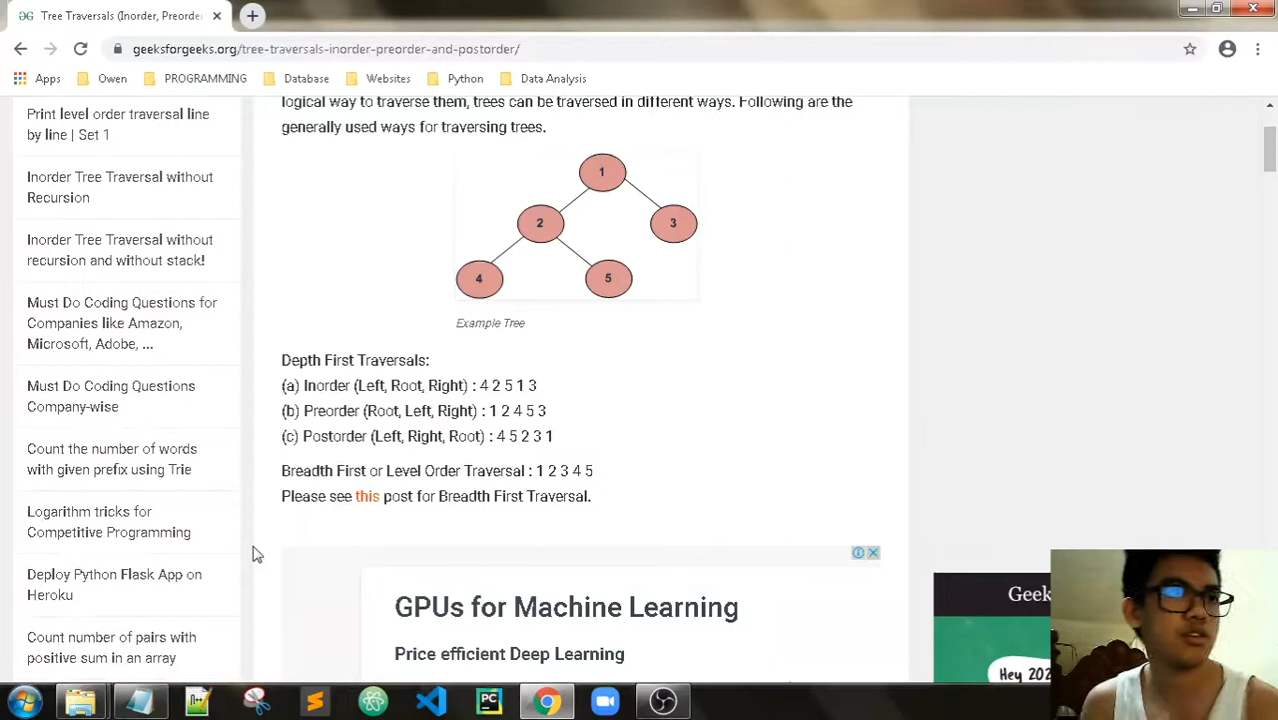 Tree Traversals (Inorder, Preorder
geeksforgeeks.org/tree-traversals-inorder-preorder-and-postorder/
Apps
Owen
PROGRAMMING
Database
Websites
Python
Data Analysis
Print level order traversal line
by line | Set 1
Inorder Tree Traversal without
Recursion
Inorder Tree Traversal without
recursion and without stack!
Must Do Coding Questions for
Companies like Amazon,
Microsoft, Adobe, ...
Must Do Coding Questions
Company-wise
Count the number of words
with given prefix using Trie
Logarithm tricks for
Competitive Programming
Deploy Python Flask App on
Heroku
Count number of pairs with
positive sum in an array
logical way to traverse them, trees can be traversed in different ways. Following are the
generally used ways for traversing trees.
1
2
3
4
5
Example Tree
Depth First Traversals:
(a) Inorder (Left, Root, Right) : 4 2 5 1 3
(b) Preorder (Root, Left, Right) : 1 2 4 5 3
(c) Postorder (Left, Right, Root) : 4 5 2 3 1
Breadth First or Level Order Traversal : 1 2 3 4 5
Please see this post for Breadth First Traversal.
GPUs for Machine Learning
Price efficient Deep Learning
Geek
Hey 202
PC